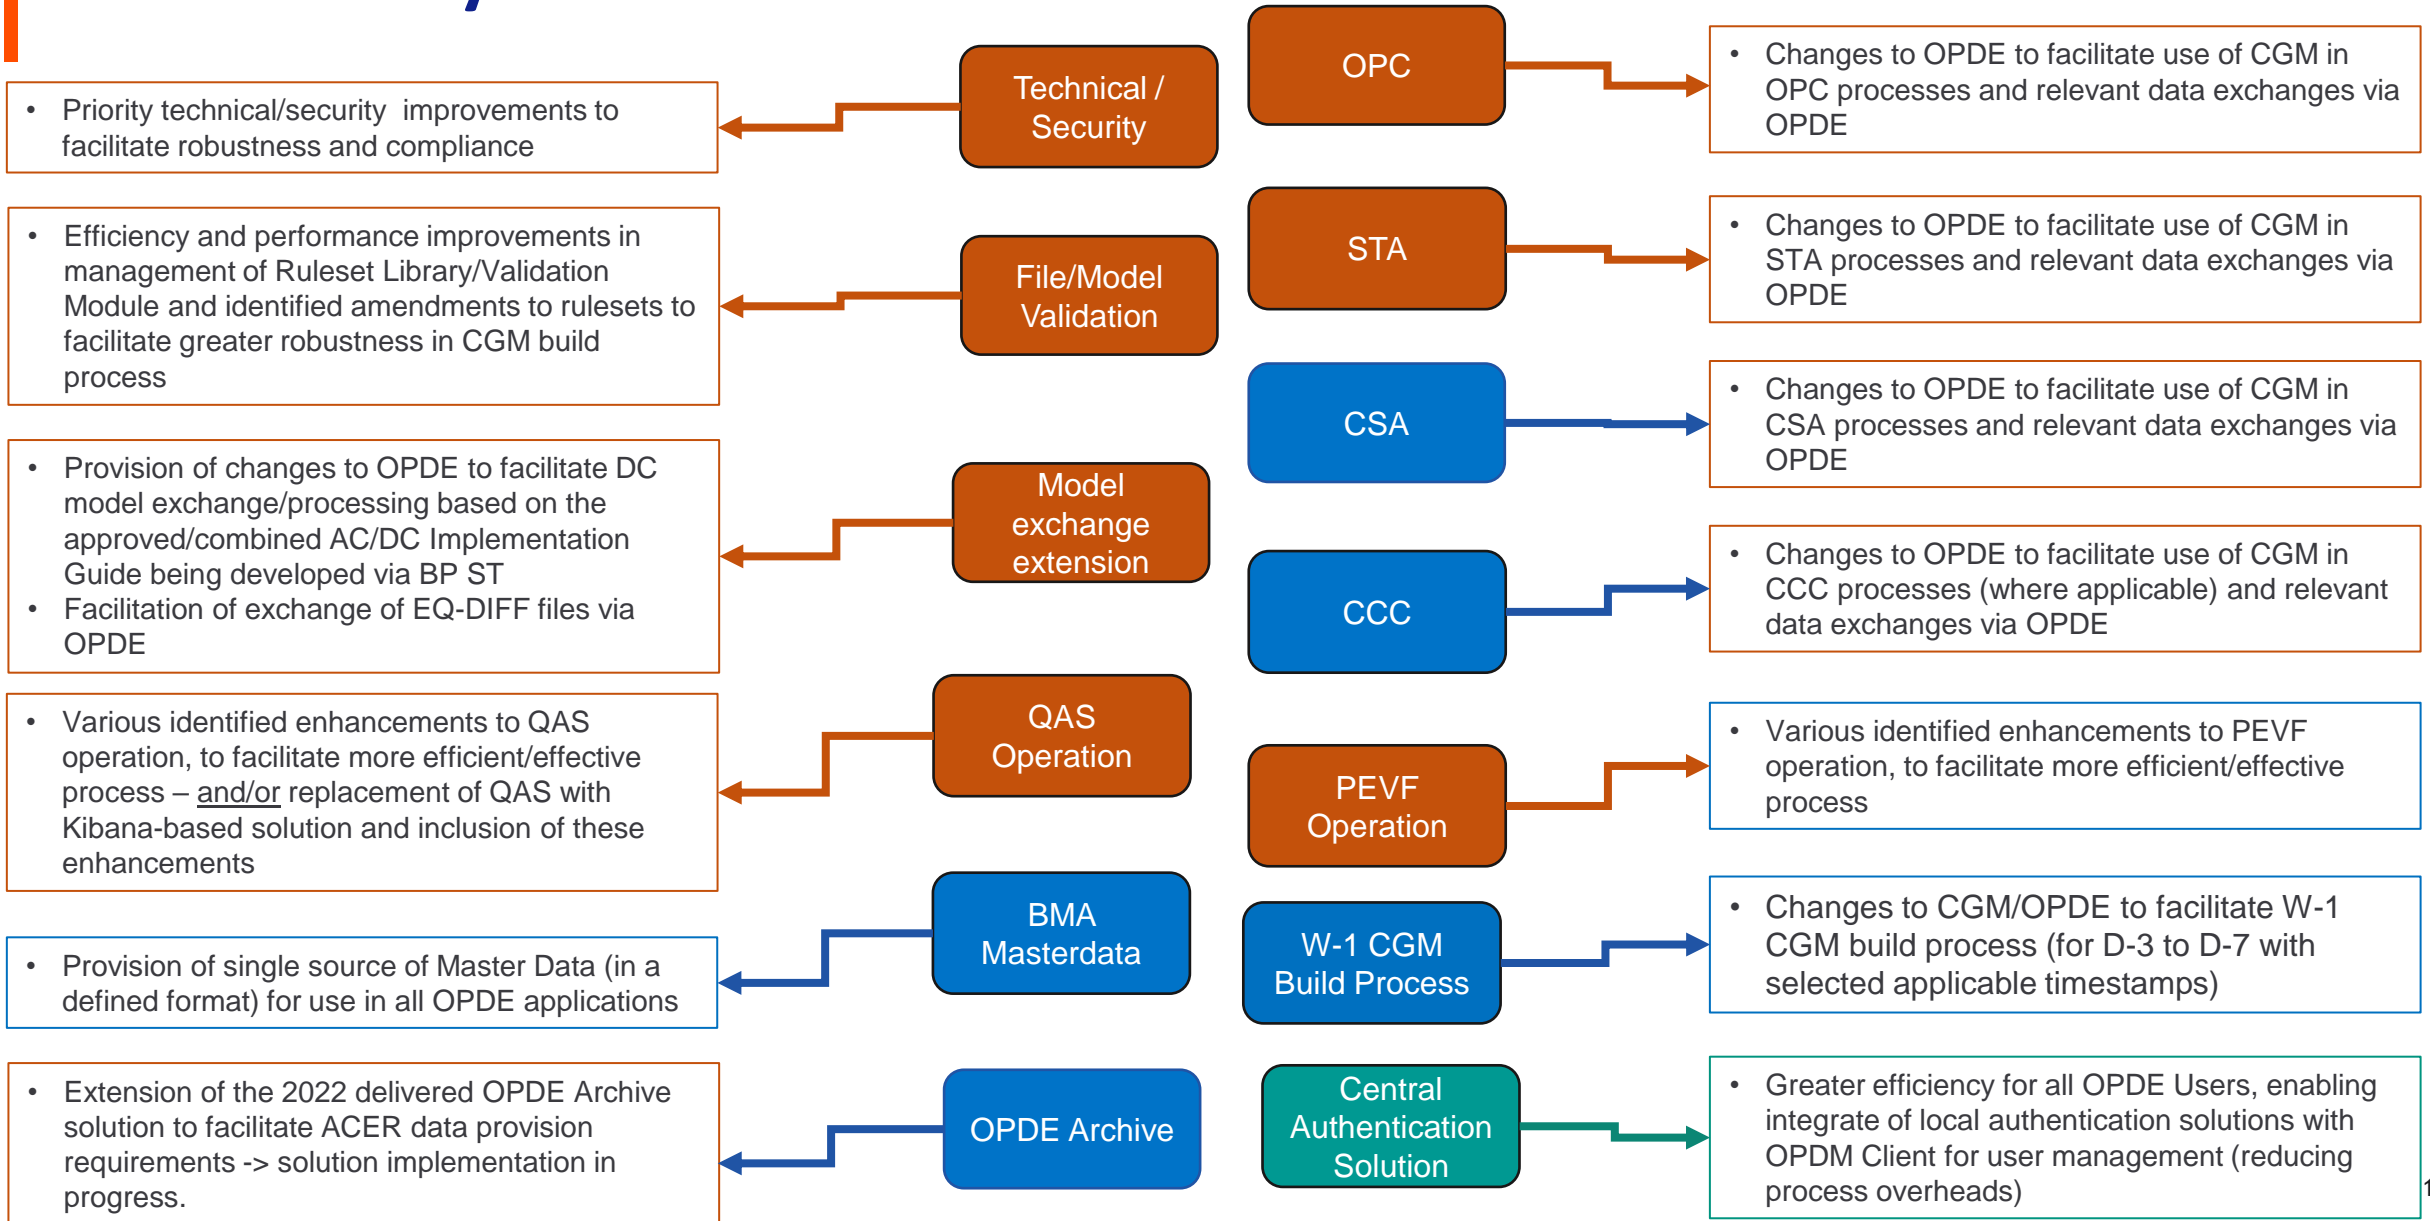 Technical /
Security
• Priority technical/security  improvements to
facilitate robustness and compliance
File/Model
Validation
• Efficiency and performance improvements in
management of Ruleset Library/Validation
Module and identified amendments to rulesets to
facilitate greater robustness in CGM build
process
Model
exchange
extension
• Provision of changes to OPDE to facilitate DC
model exchange/processing based on the
approved/combined AC/DC Implementation
Guide being developed via BP ST
• Facilitation of exchange of EQ-DIFF files via
OPDE
QAS
Operation
• Various identified enhancements to QAS
operation, to facilitate more efficient/effective
process – and/or replacement of QAS with
Kibana-based solution and inclusion of these
enhancements
BMA
Masterdata
• Provision of single source of Master Data (in a
defined format) for use in all OPDE applications
OPDE Archive
• Extension of the 2022 delivered OPDE Archive
solution to facilitate ACER data provision
requirements -> solution implementation in
progress.
OPC
• Changes to OPDE to facilitate use of CGM in
OPC processes and relevant data exchanges via
OPDE
STA
• Changes to OPDE to facilitate use of CGM in
STA processes and relevant data exchanges via
OPDE
CSA
• Changes to OPDE to facilitate use of CGM in
CSA processes and relevant data exchanges via
OPDE
CCC
• Changes to OPDE to facilitate use of CGM in
CCC processes (where applicable) and relevant
data exchanges via OPDE
PEVF
Operation
• Various identified enhancements to PEVF
operation, to facilitate more efficient/effective
process
W-1 CGM
Build Process
• Changes to CGM/OPDE to facilitate W-1
CGM build process (for D-3 to D-7 with
selected applicable timestamps)
Central
Authentication
Solution
• Greater efficiency for all OPDE Users, enabling
integrate of local authentication solutions with
OPDM Client for user management (reducing
process overheads)
1